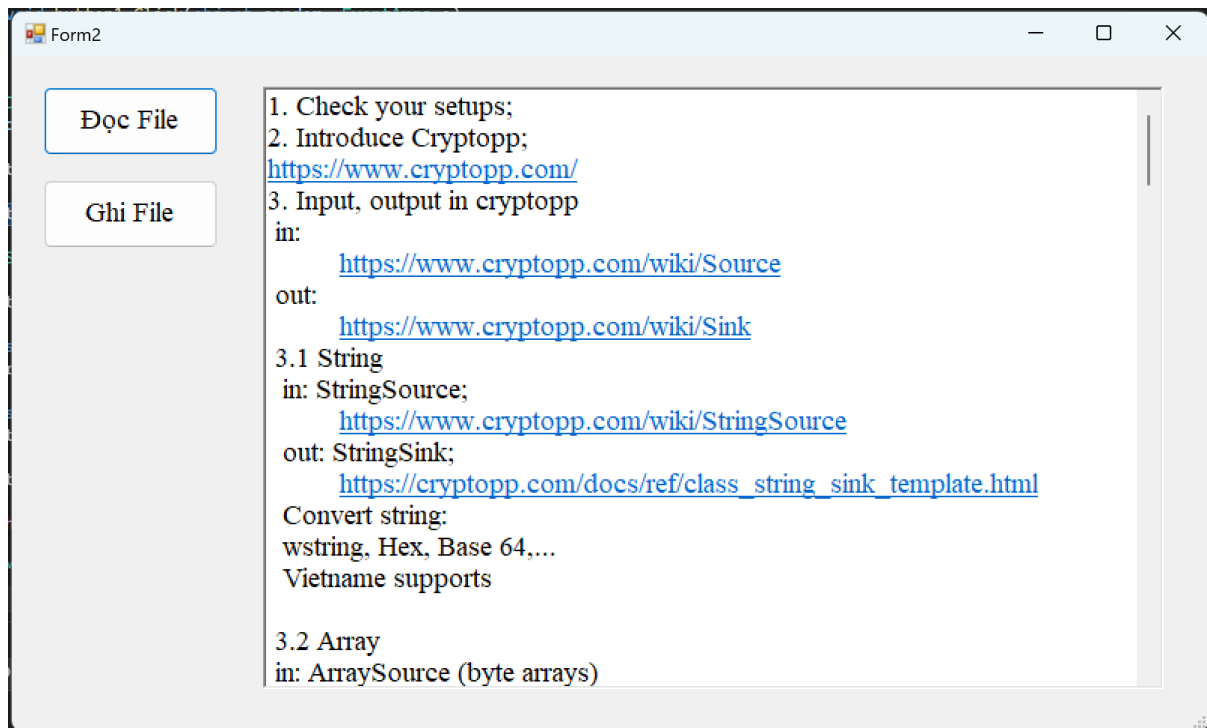 Form2
Đọc File
Ghi File
1. Check your setups;
2. Introduce Cryptopp;
https://www.cryptopp.com/
3. Input, output in cryptopp
in:
https://www.cryptopp.com/wiki/Source
out:
https://www.cryptopp.com/wiki/Sink
3.1 String
in: StringSource;
https://www.cryptopp.com/wiki/StringSource
out: StringSink;
https://cryptopp.com/docs/ref/class_string_sink_template.html
Convert string:
wstring, Hex, Base 64,...
Vietname supports
3.2 Array
in: ArraySource (byte arrays)